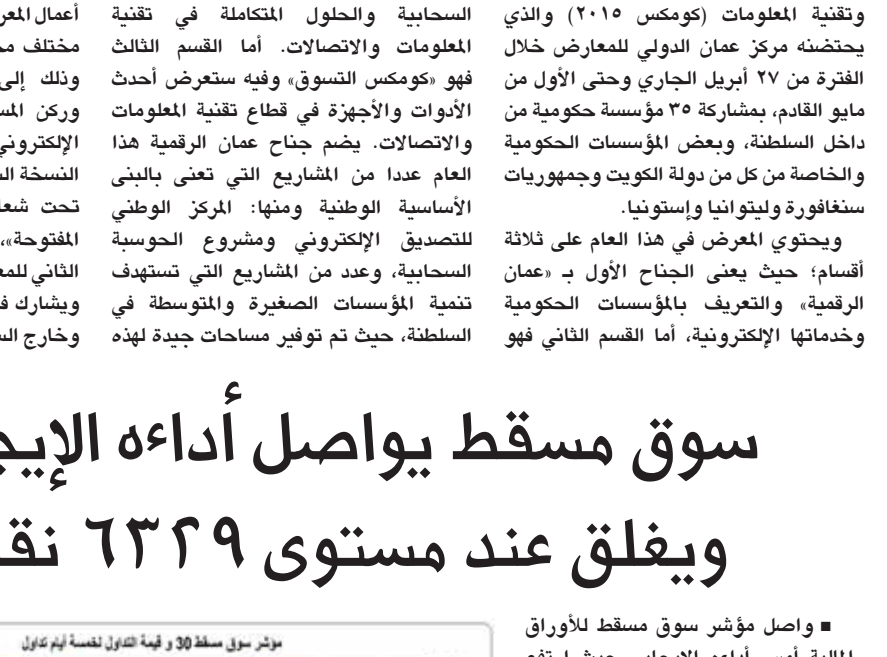 وتقنية المعلومات (كومكس ٢٠١٥) والذي
يحتضنه مركز عمان الدولي للمعارض خلال
الفترة من ٢٧ أبريل الجاري وحتى الأول من
مايو القادم، بمشاركة ٣٥ مؤسسة حكومية من
داخل السلطنة، وبعض المؤسسات الحكومية
والخاصة من كل من دولة الكويت وجمهوريات
سنغافورة وليتوانيا وإستونيا.
ويحتوي المعرض في هذا العام على ثلاثة
أقسام؛ حيث يعنى الجناح الأول بـ «عمان
الرقمية» والتعريف بالمؤسسات الحكومية
وخدماتها الإلكترونية، أما القسم الثاني فهو
السحابية والحلول المتكاملة في تقنية
المعلومات والاتصالات. أما القسم الثالث
فهو «كومكس التسوق» وفيه ستعرض أحدث
الأدوات والأجهزة في قطاع تقنية المعلومات
والاتصالات. يضم جناح عمان الرقمية هذا
العام عددا من المشاريع التي تعنى بالبنى
الأساسية الوطنية ومنها: المركز الوطني
للتصديق الإلكتروني ومشروع الحوسبة
السحابية، وعدد من المشاريع التي تستهدف
تنمية المؤسسات الصغيرة والمتوسطة في
السلطنة، حيث تم توفير مساحات جيدة لهذه
أعمال
مختلف
وذلك إلى
وركن
النسخة
تحت
المفتوحة»،
الثاني
ويشارك
وخارج
سوق مسقط يواصل أداءه
ويغلق عند مستوى ٦٣٢٩
■ واصل مؤشر سوق مسقط للأوراق
المالية أمس أداءه الإيجابي حيث ارتفع
مؤشر سوق مسقط 30 و قيمة التداول لخمسة أيام تداول